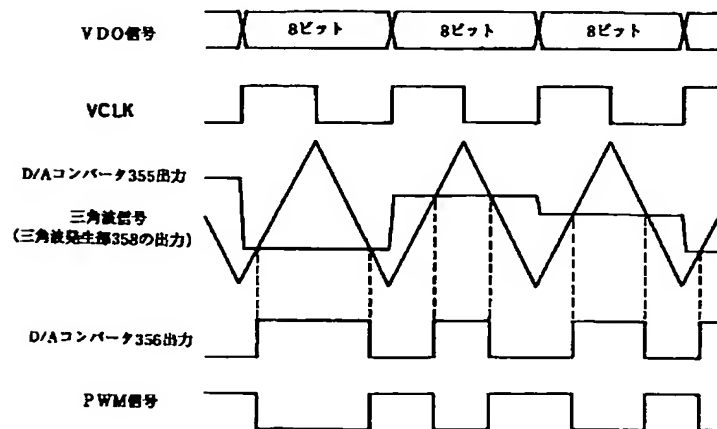 VDO信号
8ビット
8ビット
8ビット
VCLK
D/Aコンバータ355出力
三角波信号
(三角波発生部358の出力)
D/Aコンバータ356出力
PWM信号